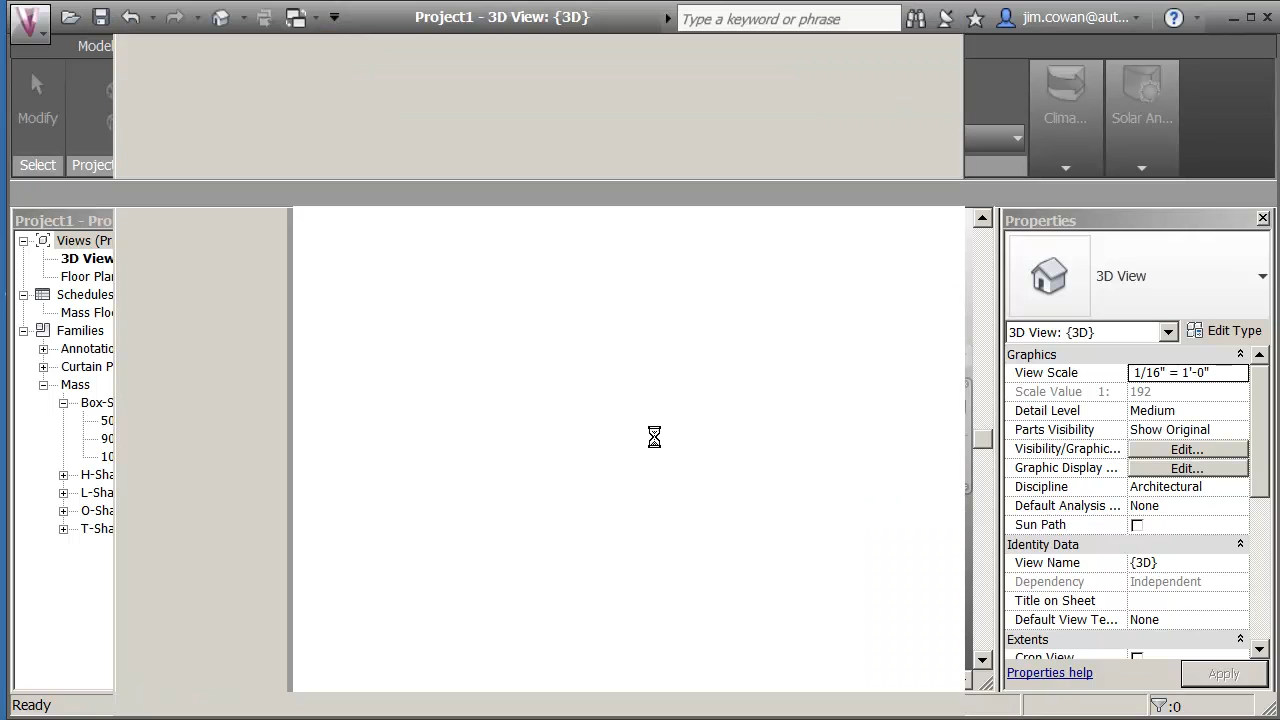 Project1 - 3D View: {3D}
Type a keyword or phrase
jim.cowan@aut...
Model
Modify
Clima...
Solar An...
Select
Project
Project1 - Pro
Properties
Views (Pr
3D View
Floor Plan
Schedules
Mass Floo
Families
Annotatio
Curtain P
Mass
Box-S
50
90
10
H-Sha
L-Sha
O-Sha
T-Sha
3D View
3D View: {3D}
Edit Type
Graphics
View Scale 1/16" = 1'-0"
Scale Value 1: 192
Detail Level Medium
Parts Visibility Show Original
Visibility/Graphic... Edit...
Graphic Display ... Edit...
Discipline Architectural
Default Analysis ... None
Sun Path
Identity Data
View Name {3D}
Dependency Independent
Title on Sheet
Default View Te... None
Extents
Crop View
Properties help
Apply
Ready
:0